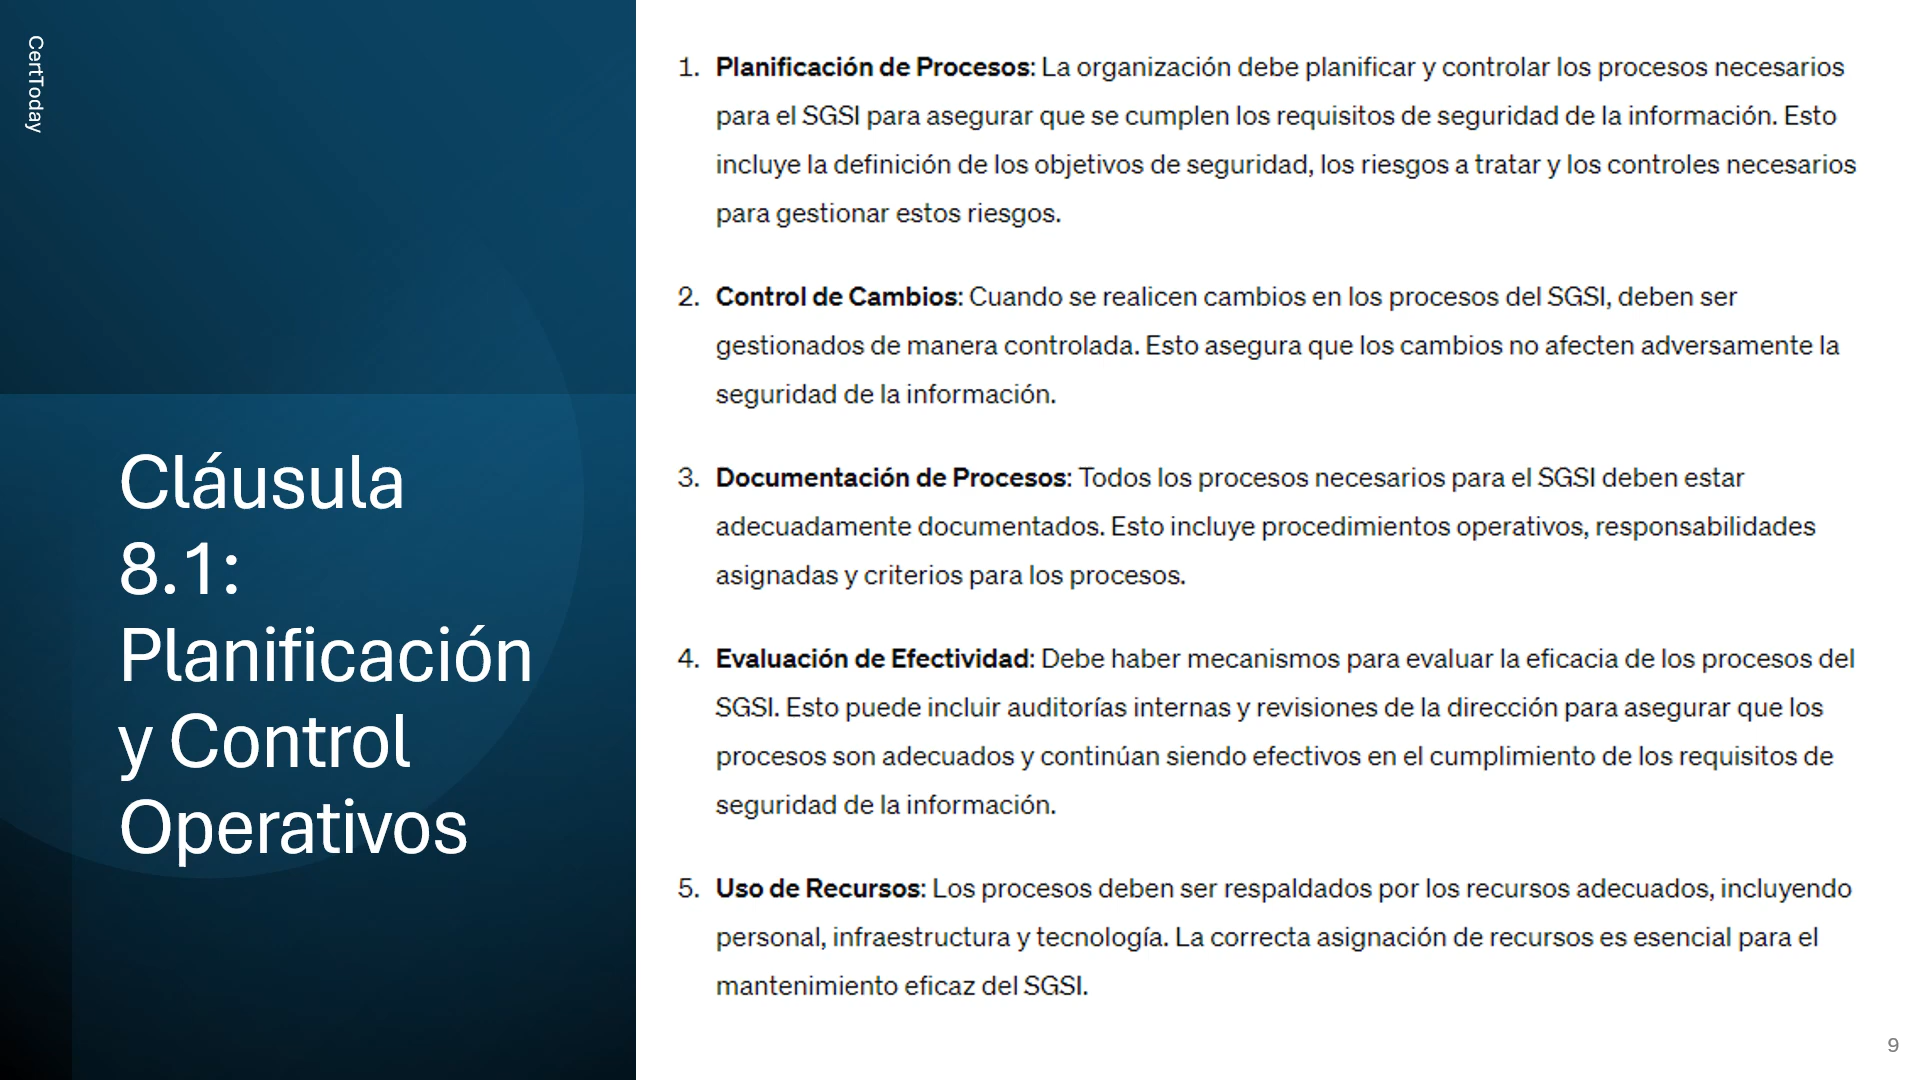 CertToday
Cláusula
8.1:
Planificación
y Control
Operativos
1. Planificación de Procesos: La organización debe planificar y controlar los procesos necesarios
para el SGSI para asegurar que se cumplen los requisitos de seguridad de la información. Esto
incluye la definición de los objetivos de seguridad, los riesgos a tratar y los controles necesarios
para gestionar estos riesgos.
2. Control de Cambios: Cuando se realicen cambios en los procesos del SGSI, deben ser
gestionados de manera controlada. Esto asegura que los cambios no afecten adversamente la
seguridad de la información.
3. Documentación de Procesos: Todos los procesos necesarios para el SGSI deben estar
adecuadamente documentados. Esto incluye procedimientos operativos, responsabilidades
asignadas y criterios para los procesos.
4. Evaluación de Efectividad: Debe haber mecanismos para evaluar la eficacia de los procesos del
SGSI. Esto puede incluir auditorías internas y revisiones de la dirección para asegurar que los
procesos son adecuados y continúan siendo efectivos en el cumplimiento de los requisitos de
seguridad de la información.
5. Uso de Recursos: Los procesos deben ser respaldados por los recursos adecuados, incluyendo
personal, infraestructura y tecnología. La correcta asignación de recursos es esencial para el
mantenimiento eficaz del SGSI.
9